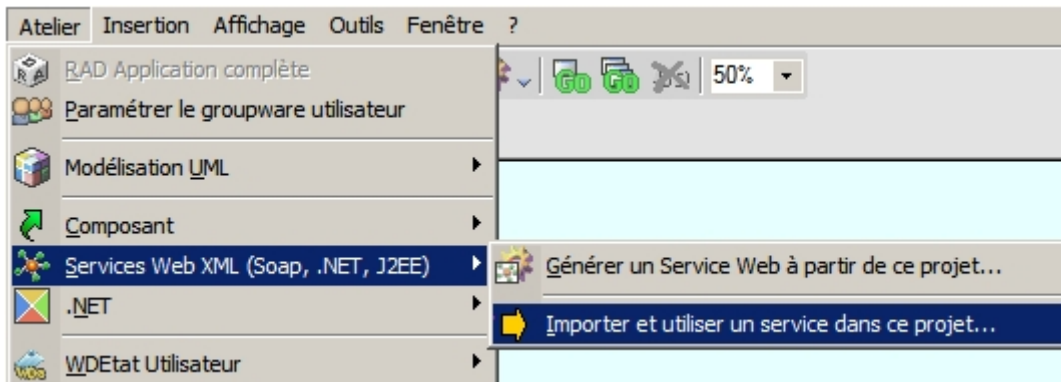 Atelier Insertion Affichage Outils Fenêtre ?
RAD Application complète
50%
Paramétrer le groupware utilisateur
Modélisation UML
Composant
Services Web XML (Soap, .NET, J2EE)
Générer un Service Web à partir de ce projet...
.NET
Importer et utiliser un service dans ce projet...
WDEtat Utilisateur